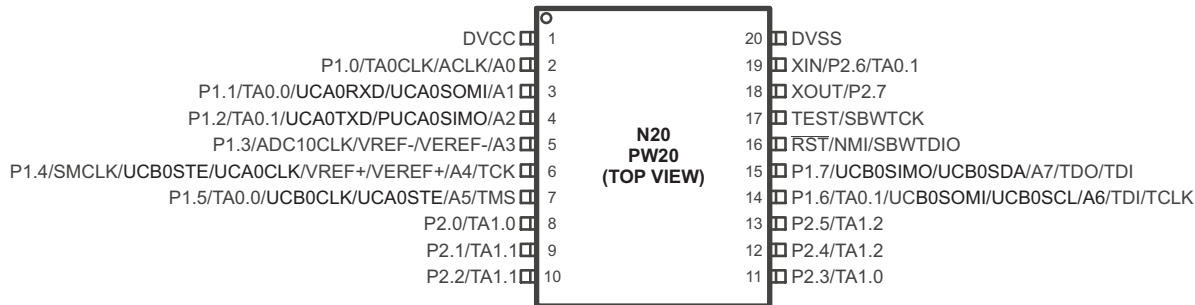 DVCC 1 20 DVSS
P1.0/TA0CLK/ACLK/A0 2 19 XIN/P2.6/TA0.1
P1.1/TA0.0/UCA0RXD/UCA0SOMI/A1 3 18 XOUT/P2.7
P1.2/TA0.1/UCA0TXD/PUCA0SIMO/A2 4 17 TEST/SBWTCK
P1.3/ADC10CLK/VREF-/VEREF-/A3 5 N20 16 RST/NMI/SBWTDIO
PW20
P1.4/SMCLK/UCB0STE/UCA0CLK/VREF+/VEREF+/A4/TCK 6 (TOP VIEW) 15 P1.7/UCB0SIMO/UCB0SDA/A7/TDO/TDI
P1.5/TA0.0/UCB0CLK/UCA0STE/A5/TMS 7 14 P1.6/TA0.1/UCB0SOMI/UCB0SCL/A6/TDI/TCLK
P2.0/TA1.0 8 13 P2.5/TA1.2
P2.1/TA1.1 9 12 P2.4/TA1.2
P2.2/TA1.1 10 11 P2.3/TA1.0